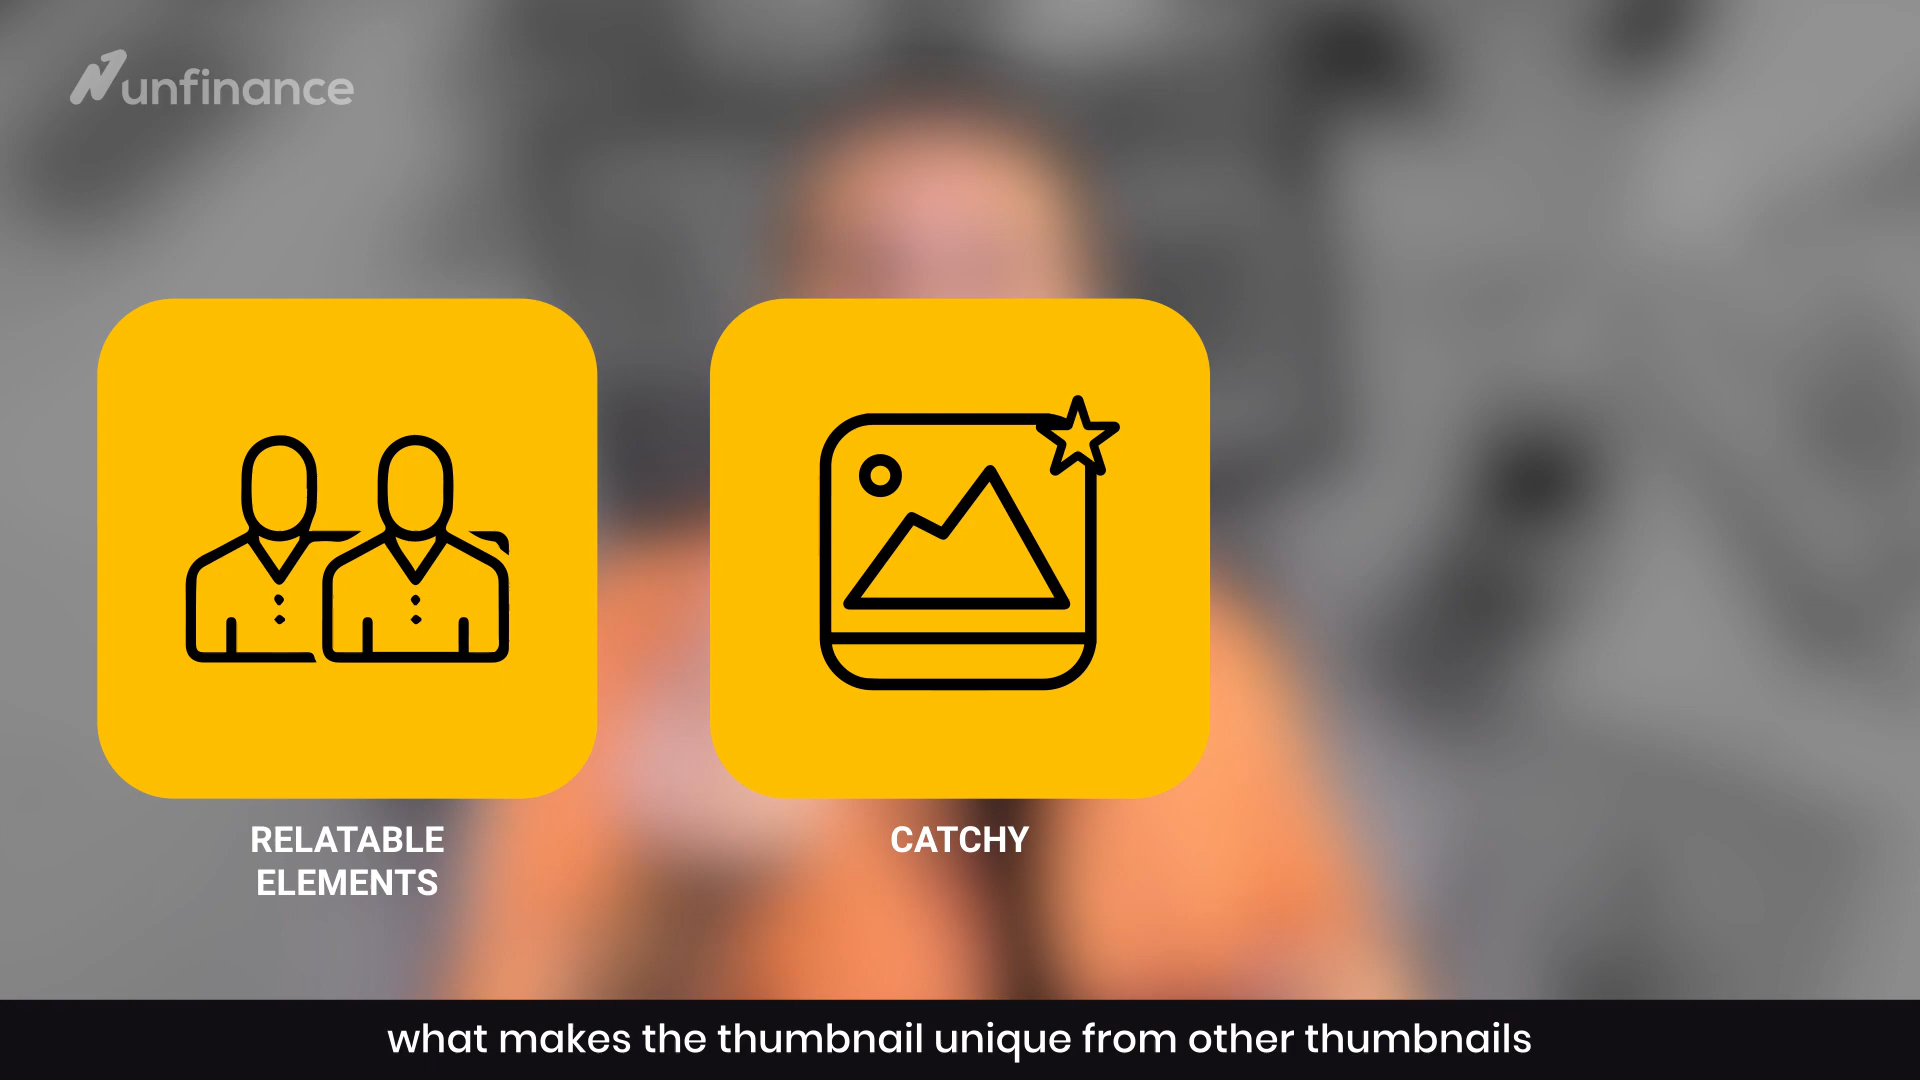 unfinance
RELATABLE
ELEMENTS
CATCHY
what makes the thumbnail unique from other thumbnails